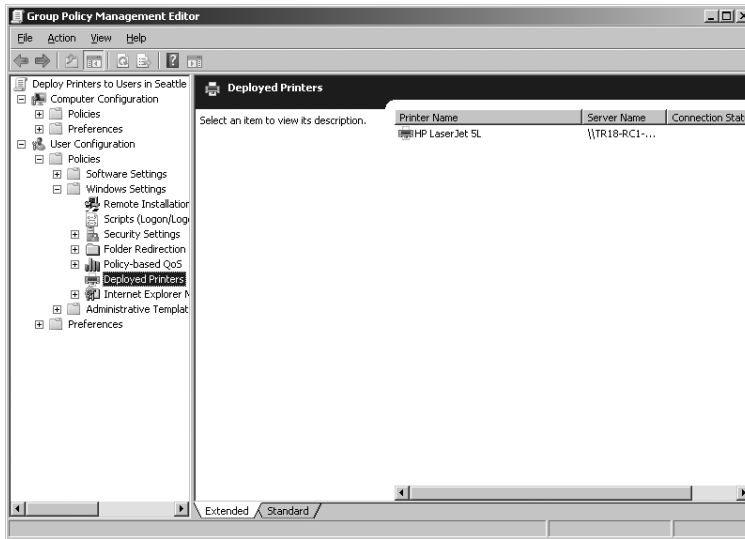 Group Policy Management Editor
File Action View Help
Deploy Printers to Users in Seattle
Computer Configuration
Policies
Preferences
User Configuration
Policies
Software Settings
Windows Settings
Remote Installation
Scripts (Logon/Log
Security Settings
Folder Redirection
Policy-based QoS
Deployed Printers
Internet Explorer M
Administrative Templat
Preferences
Deployed Printers
Select an item to view its description.
Printer Name Server Name Connection Stat
HP LaserJet 5L \\TR18-RC1-...
Extended Standard